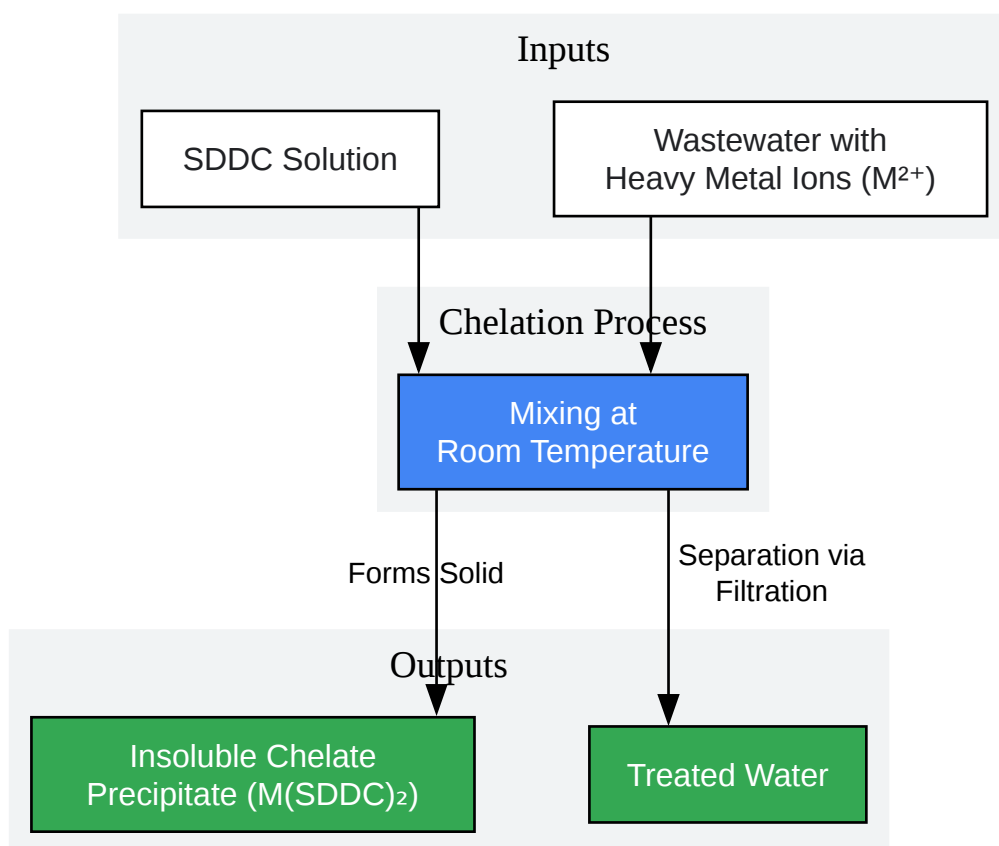 Inputs
SDDC Solution
Wastewater with
Heavy Metal Ions (M²⁺)
Chelation Process
Mixing at
Room Temperature
Forms Solid
Separation via
Filtration
Outputs
Insoluble Chelate
Precipitate (M(SDDC)₂)
Treated Water